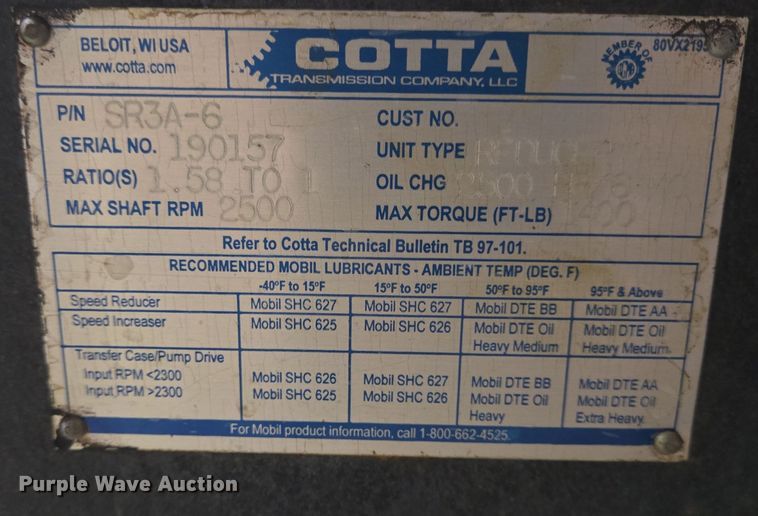 BELOIT, WI USA
www.cotta.com
COTTA
TRANSMISSION COMPANY, LLC
MEMBER OF
P/N SR3A-6
CUST NO.
SERIAL NO. 190157
UNIT TYPE
RATIO(S) 1.58 TO 1
OIL CHG
MAX SHAFT RPM 2500
MAX TORQUE (FT-LB)
Refer to Cotta Technical Bulletin TB 97-101.
RECOMMENDED MOBIL LUBRICANTS - AMBIENT TEMP (DEG. F)
-40ºF to 15ºF 15ºF to 50ºF 50ºF to 95ºF 95ºF & Above
Speed Reducer Mobil SHC 627 Mobil SHC 627 Mobil DTE BB Mobil DTE AA
Speed Increaser Mobil SHC 625 Mobil SHC 626 Mobil DTE Oil Mobil DTE Oil
Heavy Medium Heavy Medium
Transfer Case/Pump Drive
Input RPM <2300 Mobil SHC 626 Mobil SHC 627 Mobil DTE BB Mobil DTE AA
Input RPM >2300 Mobil SHC 625 Mobil SHC 626 Mobil DTE Oil Mobil DTE Oil
Heavy Extra Heavy
For Mobil product information, call 1-800-662-4525.
Purple Wave Auction